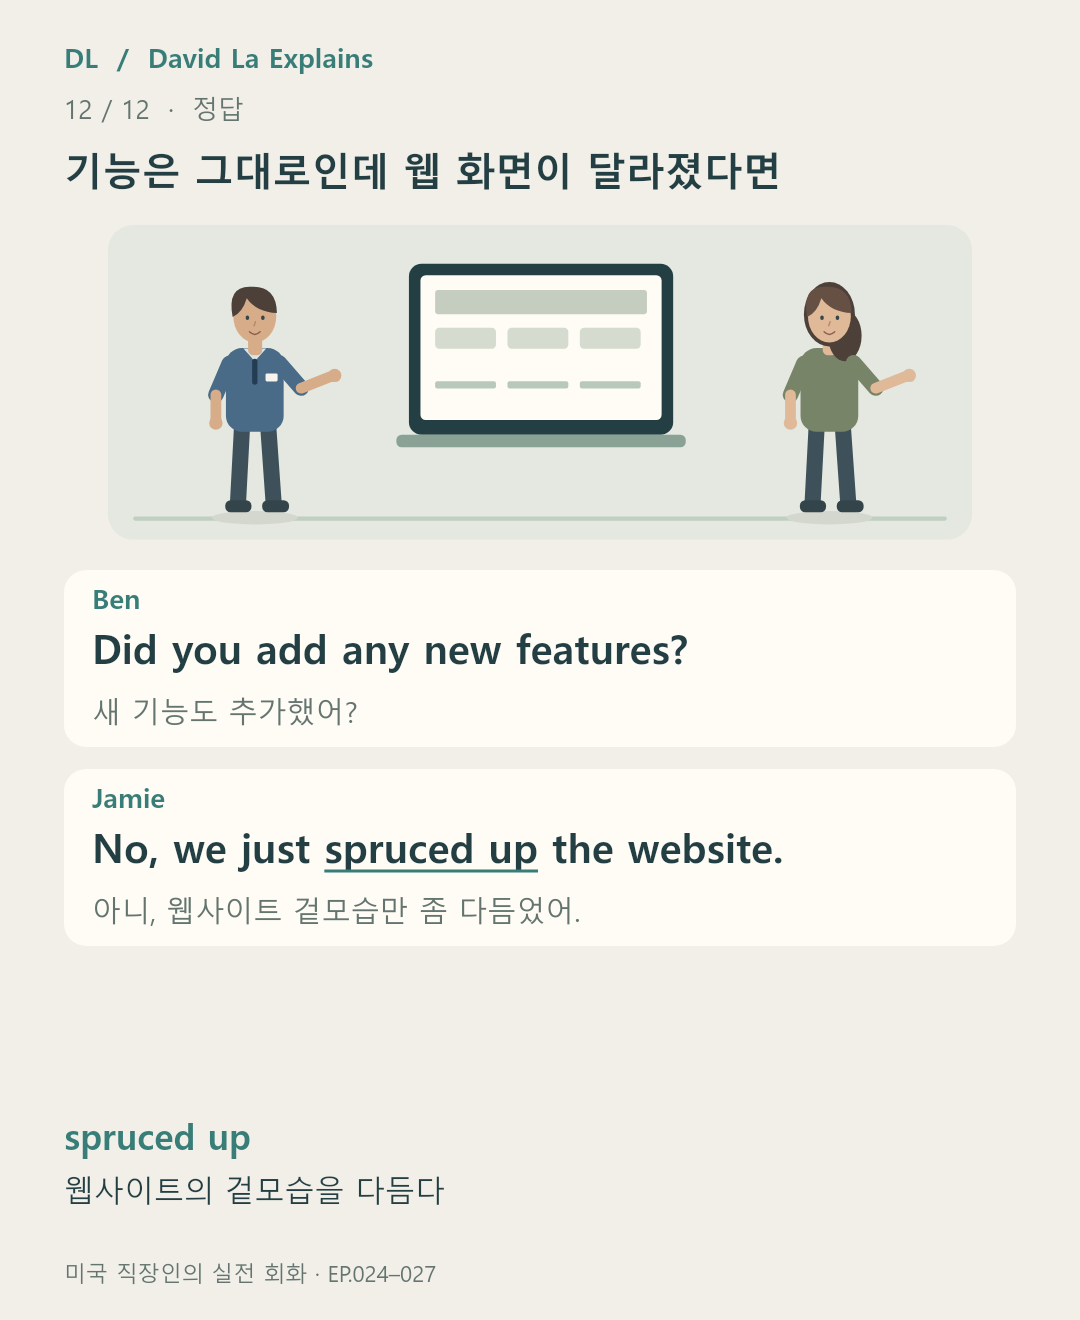 DL / David La Explains
12 / 12 · 정답
기능은 그대로인데 웹 화면이 달라졌다면
Ben
Did you add any new features?
새 기능도 추가했어?
Jamie
No, we just spruced up the website.
아니, 웹사이트 겉모습만 좀 다듬었어.
spruced up
웹사이트의 겉모습을 다듬다
미국 직장인의 실전 회화 · EP.024–027